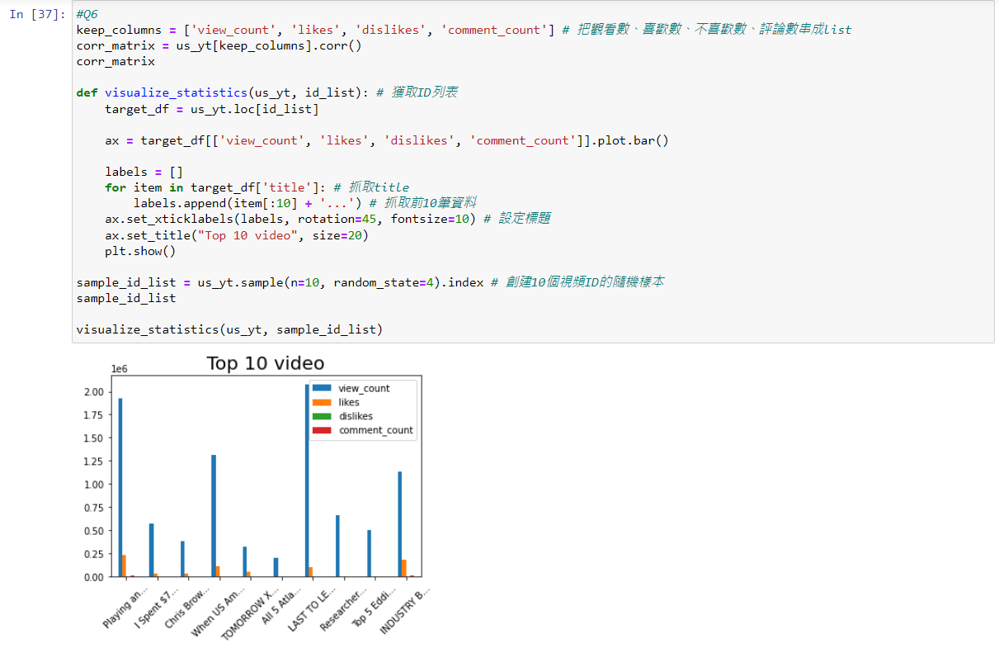 In [37]:
#Q6
keep_columns = ['view_count', 'likes', 'dislikes', 'comment_count'] # 把觀看數、喜歡數、不喜歡數、評論數串成list
corr_matrix = us_yt[keep_columns].corr()
corr_matrix
def visualize_statistics(us_yt, id_list): # 獲取ID列表
    target_df = us_yt.loc[id_list]
    ax = target_df[['view_count', 'likes', 'dislikes', 'comment_count']].plot.bar()
    labels = []
    for item in target_df['title']: # 抓取title
        labels.append(item[:10] + '...') # 抓取前10筆資料
    ax.set_xticklabels(labels, rotation=45, fontsize=10) # 設定標題
    ax.set_title("Top 10 video", size=20)
    plt.show()
sample_id_list = us_yt.sample(n=10, random_state=4).index # 創建10個視頻ID的隨機樣本
sample_id_list
visualize_statistics(us_yt, sample_id_list)
Top 10 video
1e6
view_count
likes
dislikes
comment_count
2.00
1.75
1.50
1.25
1.00
0.75
0.50
0.25
0.00
Playing an...
I Spent $7...
Chris Brow...
When US Am...
TOMORROW X...
All 5 Atla...
LAST TO LE...
Researcher...
Top 5 Eddi...
INDUSTRY B...